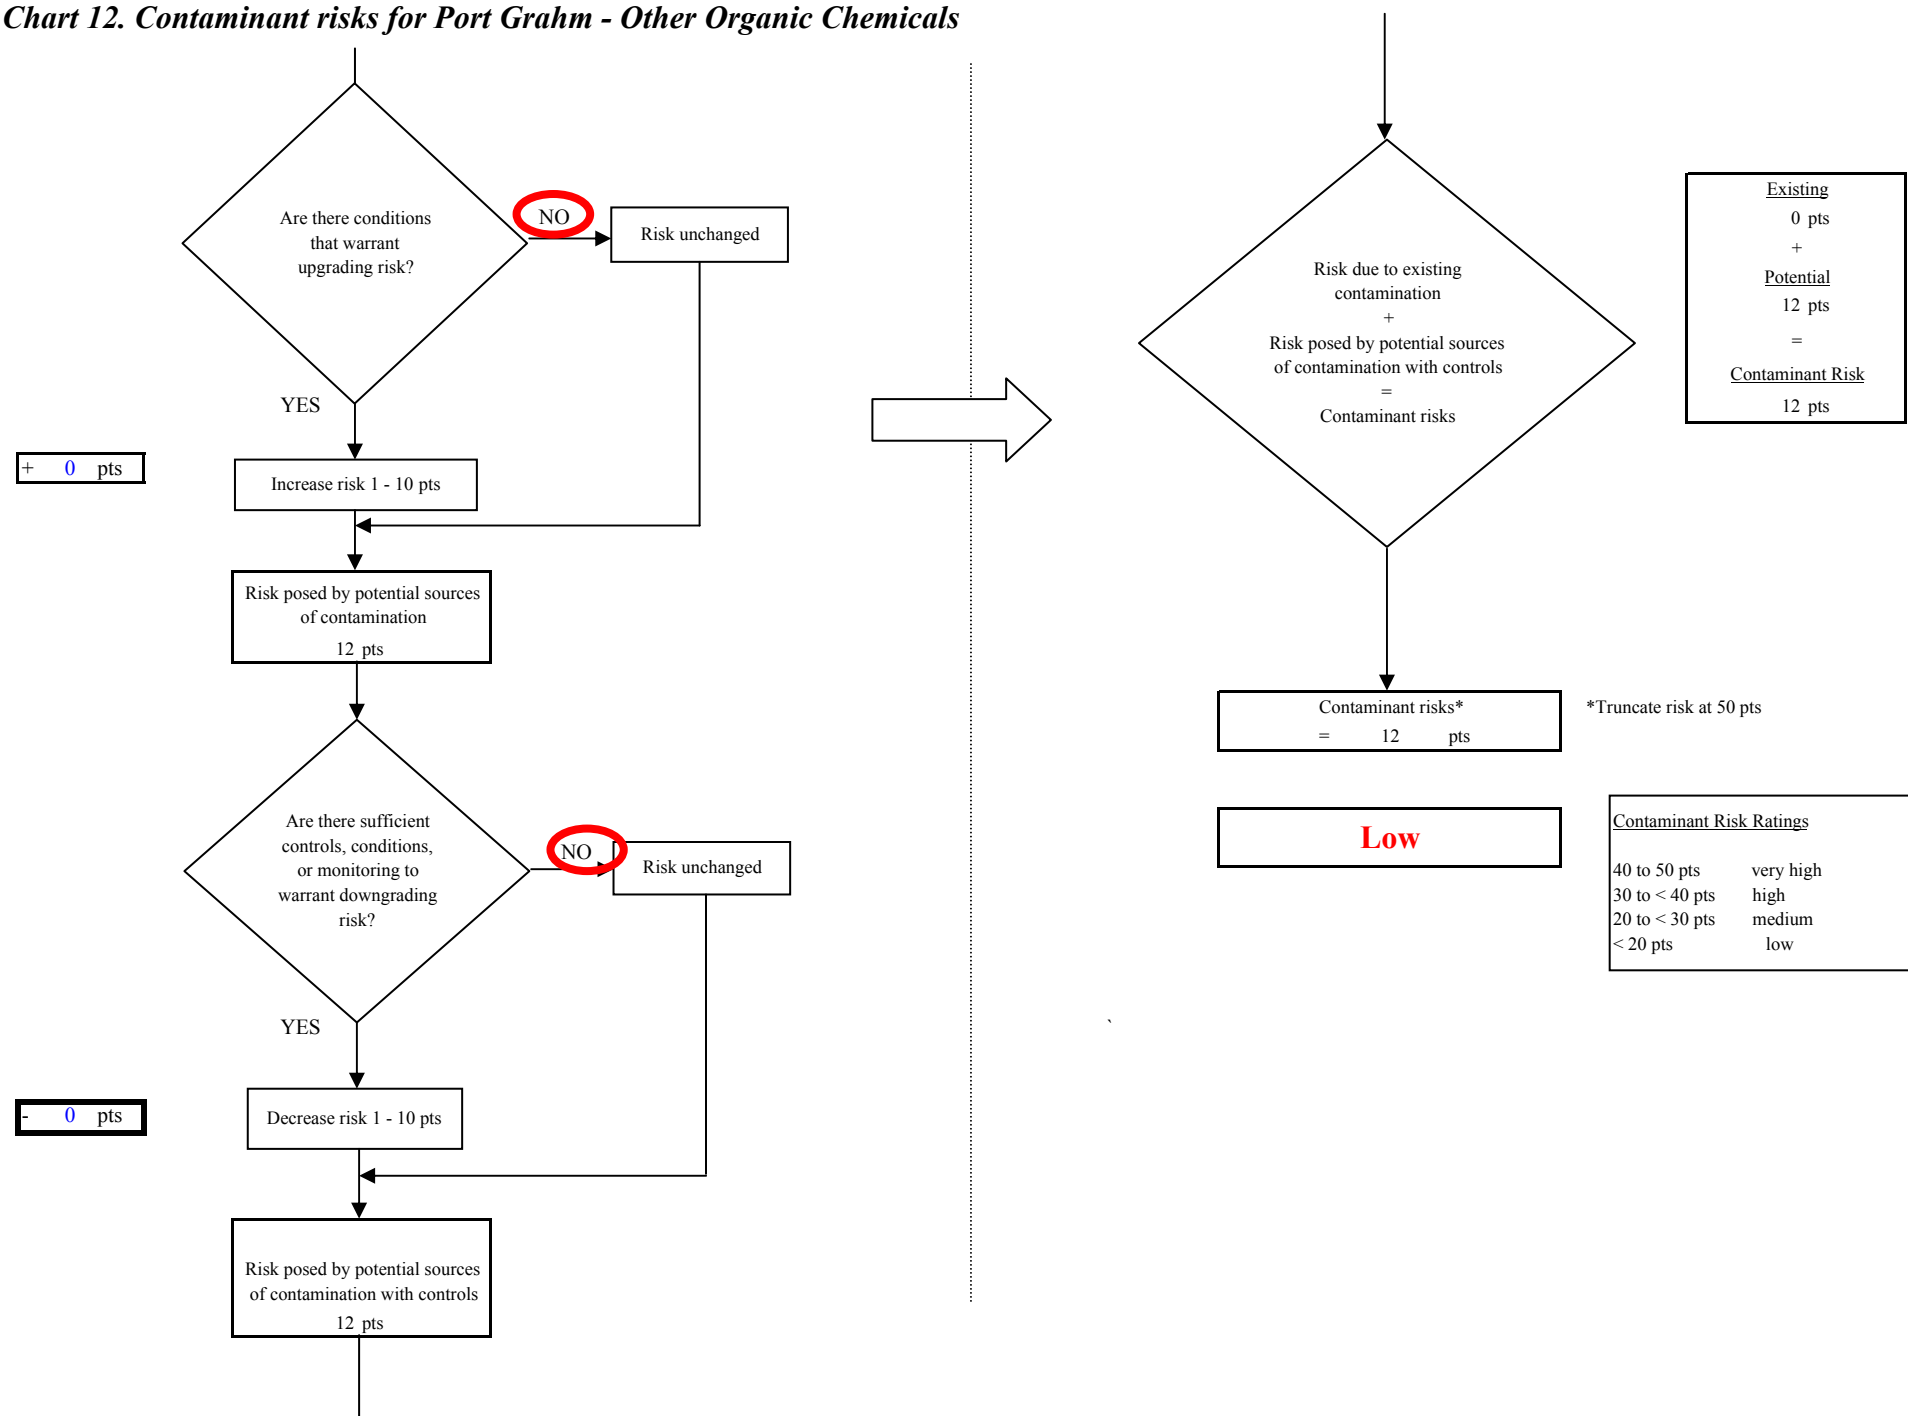 Chart 12. Contaminant risks for Port Grahm - Other Organic Chemicals
Are there conditions
that warrant
upgrading risk?
NO
Risk unchanged
YES
+ 0 pts
Increase risk 1 - 10 pts
Risk posed by potential sources
of contamination
12 pts
Are there sufficient
controls, conditions,
or monitoring to
warrant downgrading
risk?
NO
Risk unchanged
YES
- 0 pts
Decrease risk 1 - 10 pts
Risk posed by potential sources
of contamination with controls
12 pts
Risk due to existing
contamination
+
Risk posed by potential sources
of contamination with controls
=
Contaminant risks
Existing
0 pts
+
Potential
12 pts
=
Contaminant Risk
12 pts
Contaminant risks*
= 12 pts
*Truncate risk at 50 pts
Low
Contaminant Risk Ratings
40 to 50 pts very high
30 to < 40 pts high
20 to < 30 pts medium
< 20 pts low
`